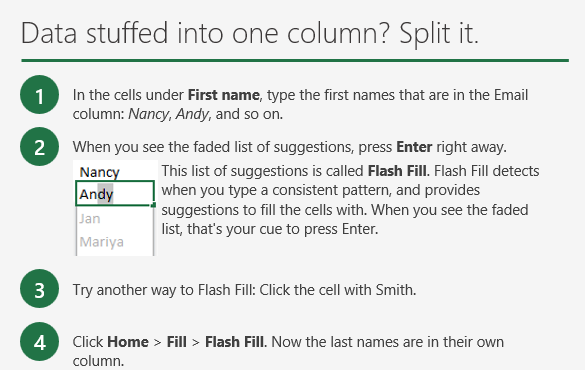 Data stuffed into one column? Split it.
1
In the cells under First name, type the first names that are in the Email
column: Nancy, Andy, and so on.
2
When you see the faded list of suggestions, press Enter right away.
Nancy
Andy
Jan
Mariya
This list of suggestions is called Flash Fill. Flash Fill detects
when you type a consistent pattern, and provides
suggestions to fill the cells with. When you see the faded
list, that's your cue to press Enter.
3
Try another way to Flash Fill: Click the cell with Smith.
4
Click Home > Fill > Flash Fill. Now the last names are in their own
column.